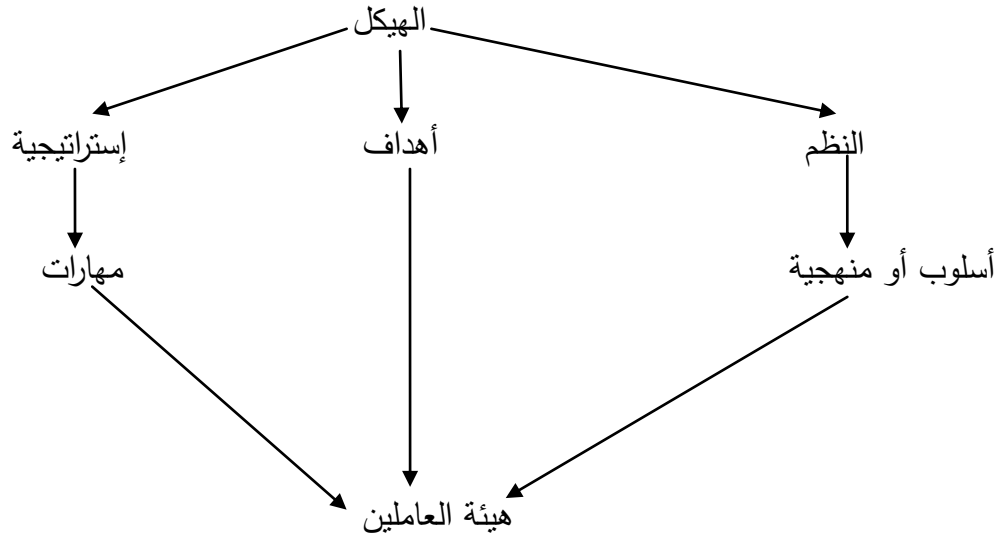 الهيكل
النظم
أهداف
إستراتيجية
أسلوب أو منهجية
مهارات
هيئة العاملين